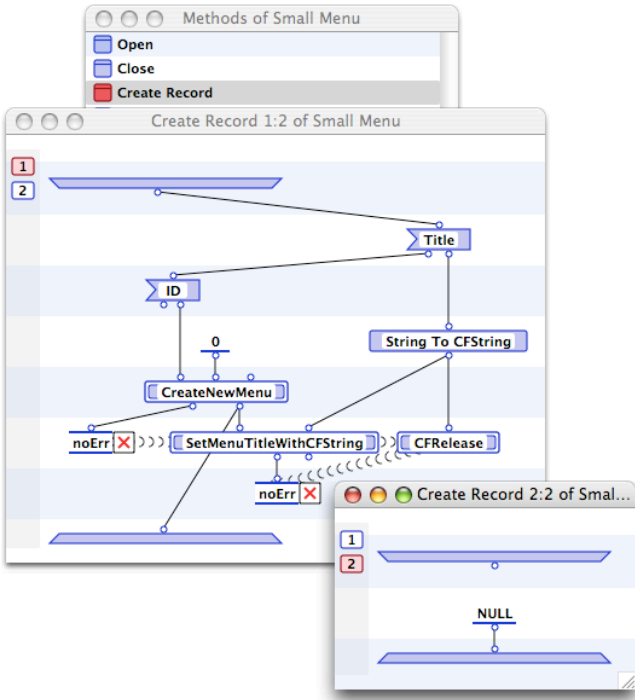 Methods of Small Menu
Open
Close
Create Record
Create Record 1:2 of Small Menu
1
2
Title
ID
0
String To CFString
CreateNewMenu
noErr
SetMenuTitleWithCFString
CFRelease
noErr
Create Record 2:2 of Smal...
1
2
NULL